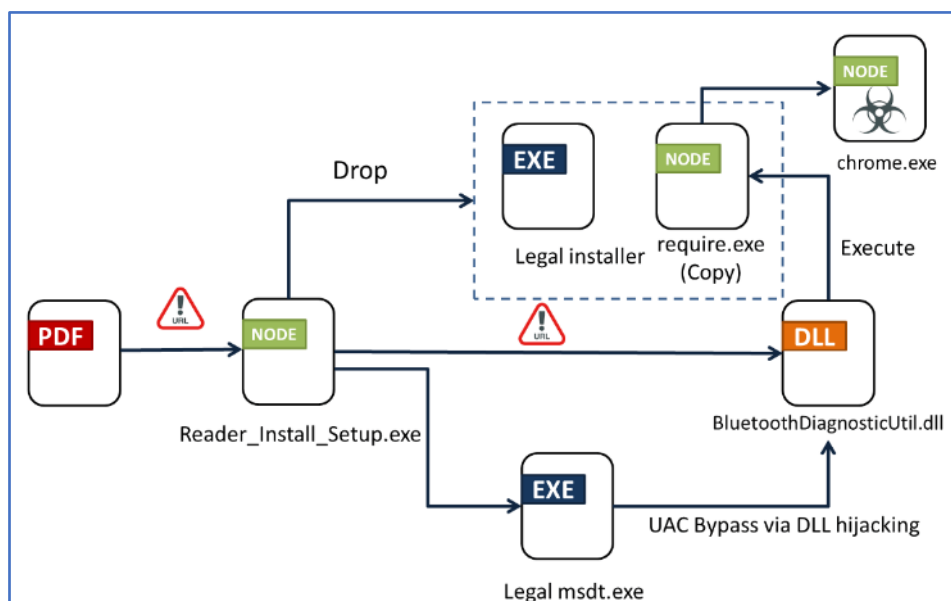 NODE
chrome.exe
Drop
EXE
NODE
Legal installer
require.exe
(Copy)
Execute
URL
URL
PDF
NODE
DLL
Reader_Install_Setup.exe
BluetoothDiagnosticUtil.dll
EXE
UAC Bypass via DLL hijacking
Legal msdt.exe